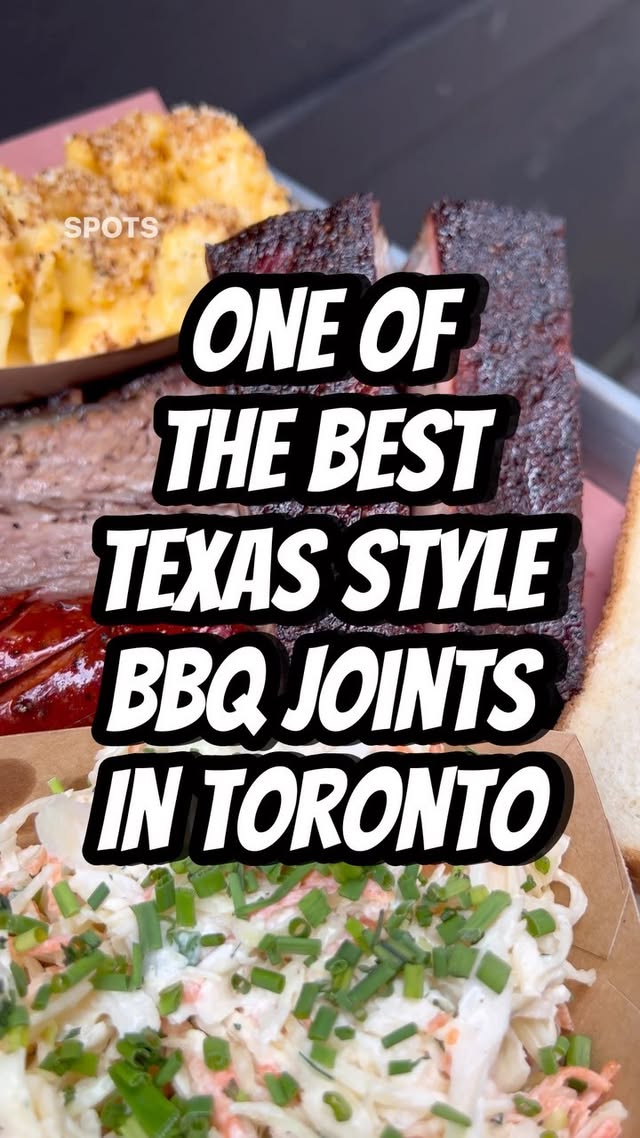 SPOTS
ONE OF
THE BEST
TEXAS STYLE
BBQ JOINTS
IN TORONTO